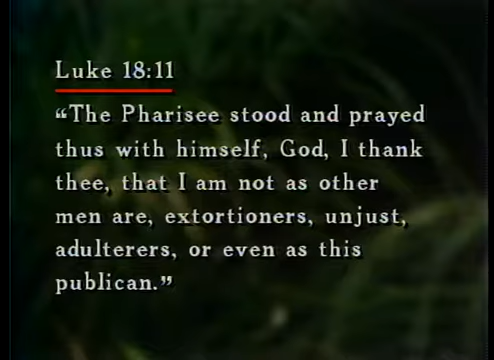 Luke 18:11
“The Pharisee stood and prayed
thus with himself, God, I thank
thee, that I am not as other
men are, extortioners, unjust,
adulterers, or even as this
publican.”